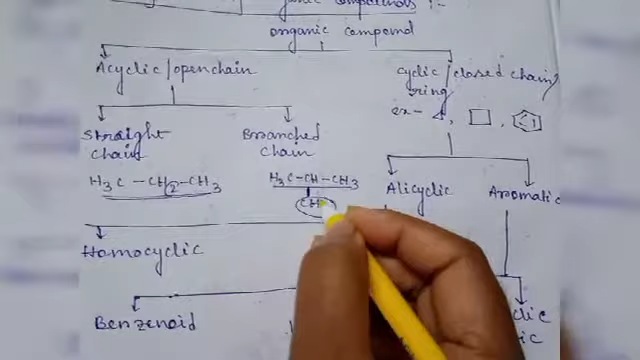 organic compound
Acyclic/openchain
cyclic/closed chain/
ring
ex-
Straight
chain
Branched
chain
H3C-CH2-CH3
H3C-CH-CH3
CH
Alicyclic
Aromatic
Homocyclic
Benzenoid